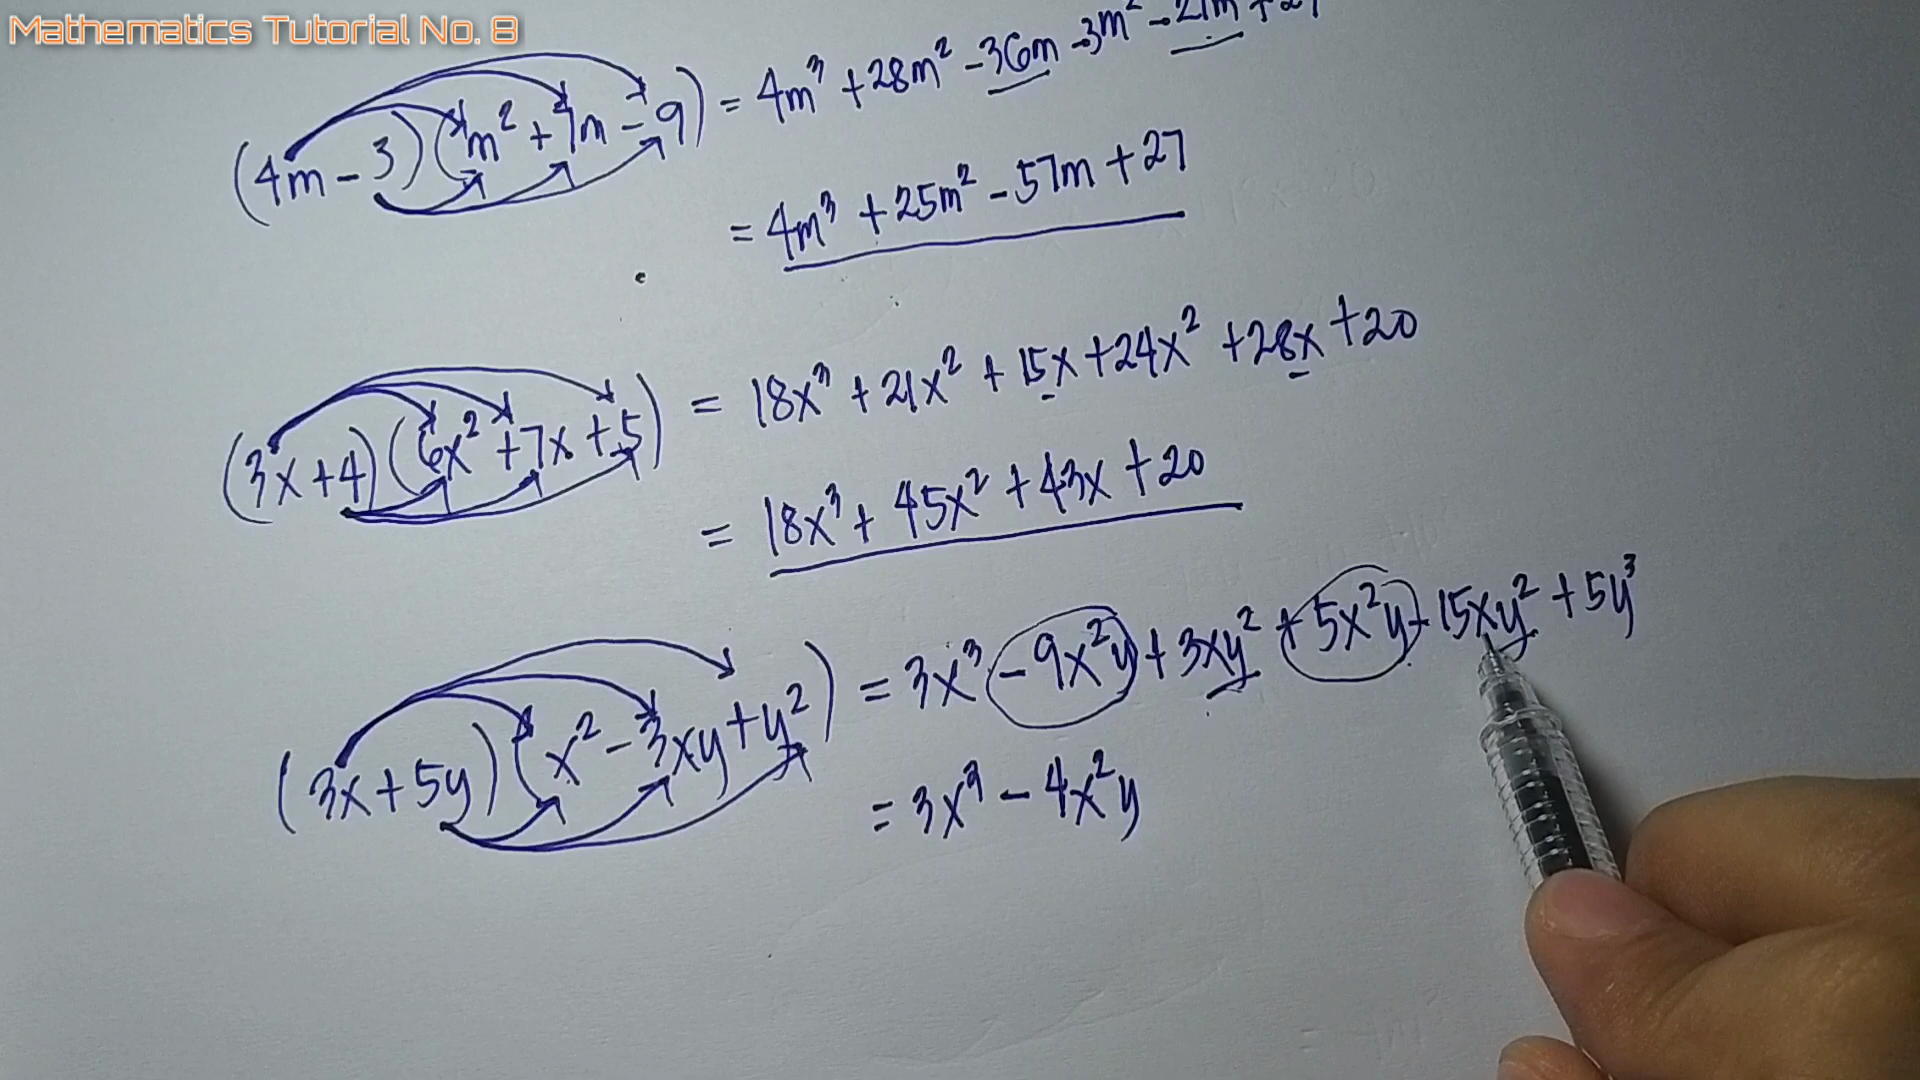 Mathematics Tutorial No. 8
(4m - 3)(m² + 7m - 9) = 4m³ + 28m² - 36m - 3m² - 21m + 27
= 4m³ + 25m² - 57m + 27
(3x + 4)(6x² + 7x + 5) = 18x³ + 21x² + 15x + 24x² + 28x + 20
= 18x³ + 45x² + 43x + 20
(3x + 5y)(x² - 3xy + y²) = 3x³ - 9x²y + 3xy² + 5x²y - 15xy² + 5y³
= 3x³ - 4x²y